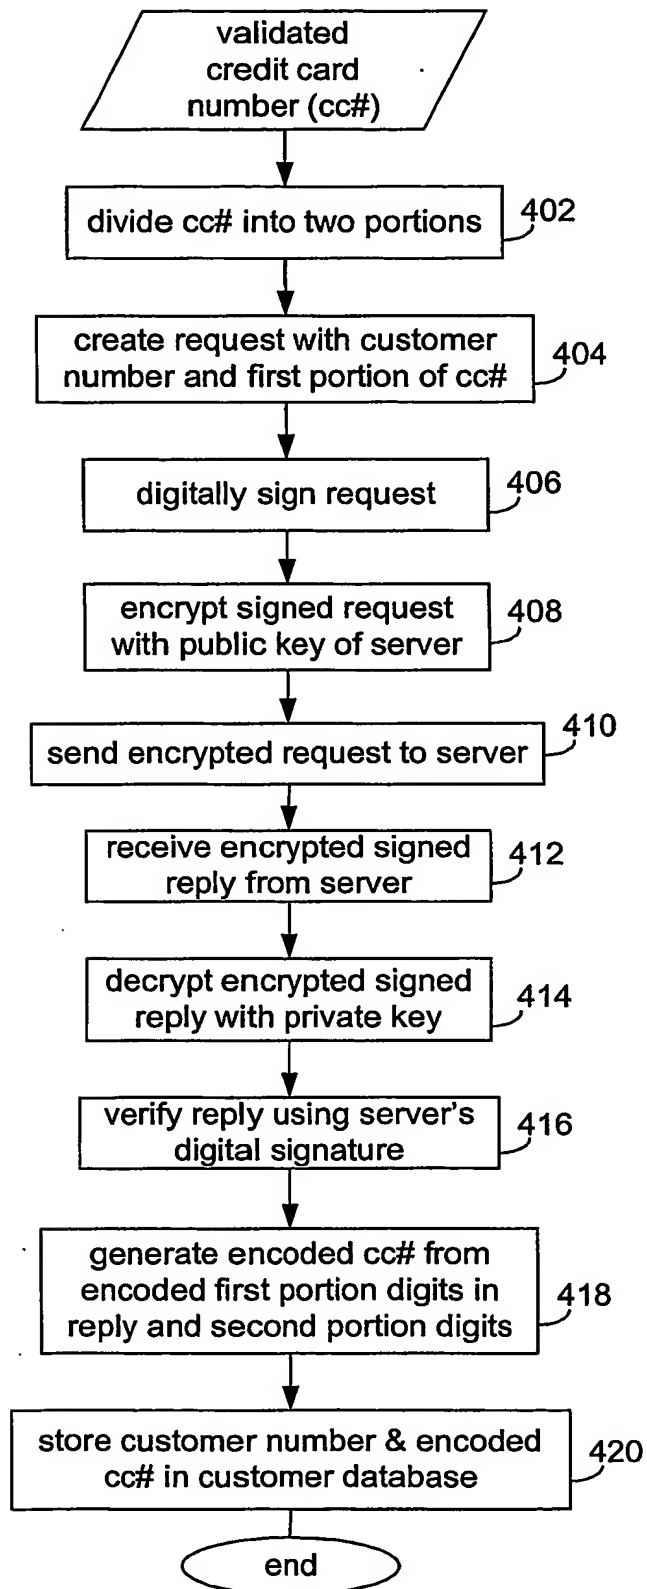 validated
credit card
number (cc#)
divide cc# into two portions
402
create request with customer
number and first portion of cc#
404
digitally sign request
406
encrypt signed request
with public key of server
408
send encrypted request to server
410
receive encrypted signed
reply from server
412
decrypt encrypted signed
reply with private key
414
verify reply using server's
digital signature
416
generate encoded cc# from
encoded first portion digits in
reply and second portion digits
418
store customer number & encoded
cc# in customer database
420
end